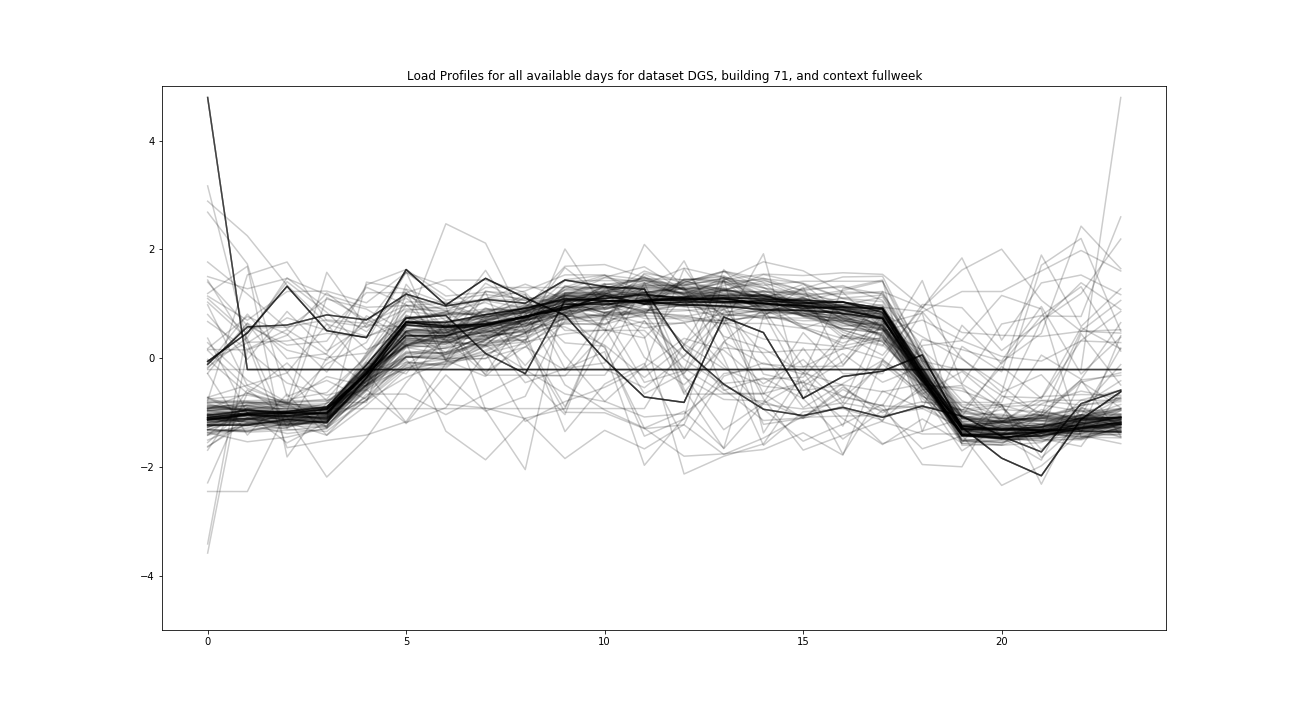 Load Profiles for all available days for dataset DGS, building 71, and context fullweek
4
2
0
−2
−4
0 5 10 15 20